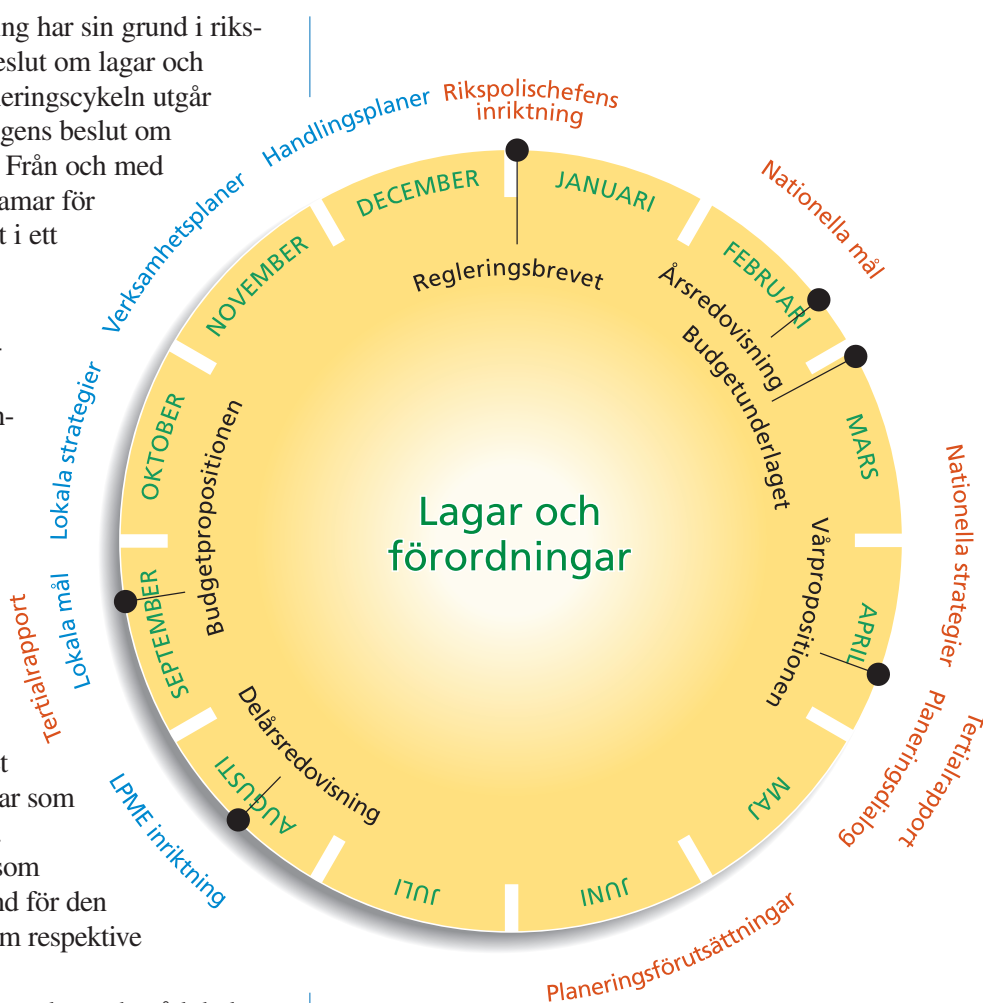 ng har sin grund i riks-
eslut om lagar och
eringscykeln utgår
gens beslut om
Från och med
amar för
t i ett
n-
t
ar som
som
nd för den
m respektive
Rikspolischefens
inriktning
Nationella mål
Nationella strategier
Tertialrapport
Planeringsdialog
Planeringsförutsättningar
LPME inriktning
Tertialrapport
Lokala mål
Lokala strategier
Verksamhetsplaner
Handlingsplaner
JANUARI
FEBRUARI
MARS
APRIL
MAJ
JUNI
JULI
AUGUSTI
SEPTEMBER
OKTOBER
NOVEMBER
DECEMBER
Regleringsbrevet
Årsredovisning
Budgetunderlaget
Vårpropositionen
Delårsredovisning
Budgetpropositionen
Lagar och
förordningar